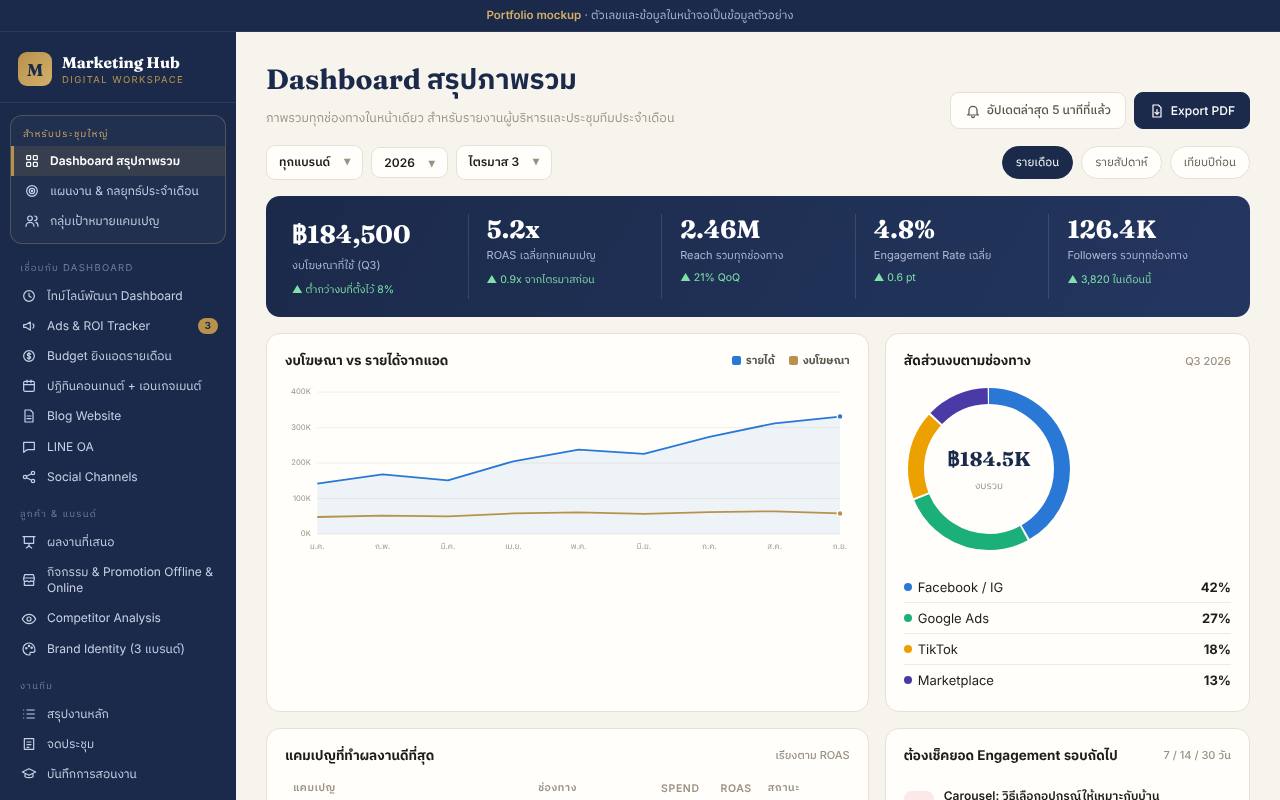 Portfolio mockup · ตัวเลขและข้อมูลในหน้าจอเป็นข้อมูลตัวอย่าง
M
Marketing Hub
DIGITAL WORKSPACE
สำหรับประชุมใหญ่
Dashboard สรุปภาพรวม
แผนงาน & กลยุทธ์ประจำเดือน
กลุ่มเป้าหมายแคมเปญ
เชื่อมกับ DASHBOARD
ไทม์ไลน์พัฒนา Dashboard
Ads & ROI Tracker 3
Budget ยิงแอดรายเดือน
ปฏิทินคอนเทนต์ + เอนเกจเมนต์
Blog Website
LINE OA
Social Channels
ลูกค้า & แบรนด์
ผลงานที่เสนอ
กิจกรรม & Promotion Offline &
Online
Competitor Analysis
Brand Identity (3 แบรนด์)
งานทีม
สรุปงานหลัก
จดประชุม
บันทึกการสอนงาน
Dashboard สรุปภาพรวม
ภาพรวมทุกช่องทางในหน้าเดียว สำหรับรายงานผู้บริหารและประชุมทีมประจำเดือน
อัปเดตล่าสุด 5 นาทีที่แล้ว
Export PDF
ทุกแบรนด์ 2026 ไตรมาส 3
รายเดือน รายสัปดาห์ เทียบปีก่อน
฿184,500
งบโฆษณาที่ใช้ (Q3)
▲ ต่ำกว่างบที่ตั้งไว้ 8%
5.2x
ROAS เฉลี่ยทุกแคมเปญ
▲ 0.9x จากไตรมาสก่อน
2.46M
Reach รวมทุกช่องทาง
▲ 21% QoQ
4.8%
Engagement Rate เฉลี่ย
▲ 0.6 pt
126.4K
Followers รวมทุกช่องทาง
▲ 3,820 ในเดือนนี้
งบโฆษณา vs รายได้จากแอด
รายได้ งบโฆษณา
400K
300K
200K
100K
0K
ม.ค. ก.พ. มี.ค. เม.ย. พ.ค. มิ.ย. ก.ค. ส.ค. ก.ย.
สัดส่วนงบตามช่องทาง
Q3 2026
฿184.5K
งบรวม
Facebook / IG 42%
Google Ads 27%
TikTok 18%
Marketplace 13%
แคมเปญที่ทำผลงานดีที่สุด
เรียงตาม ROAS
แคมเปญ ช่องทาง SPEND ROAS สถานะ
ต้องเช็คยอด Engagement รอบถัดไป
7 / 14 / 30 วัน
Carousel: วิธีเลือกอุปกรณ์ให้เหมาะกับบ้าน